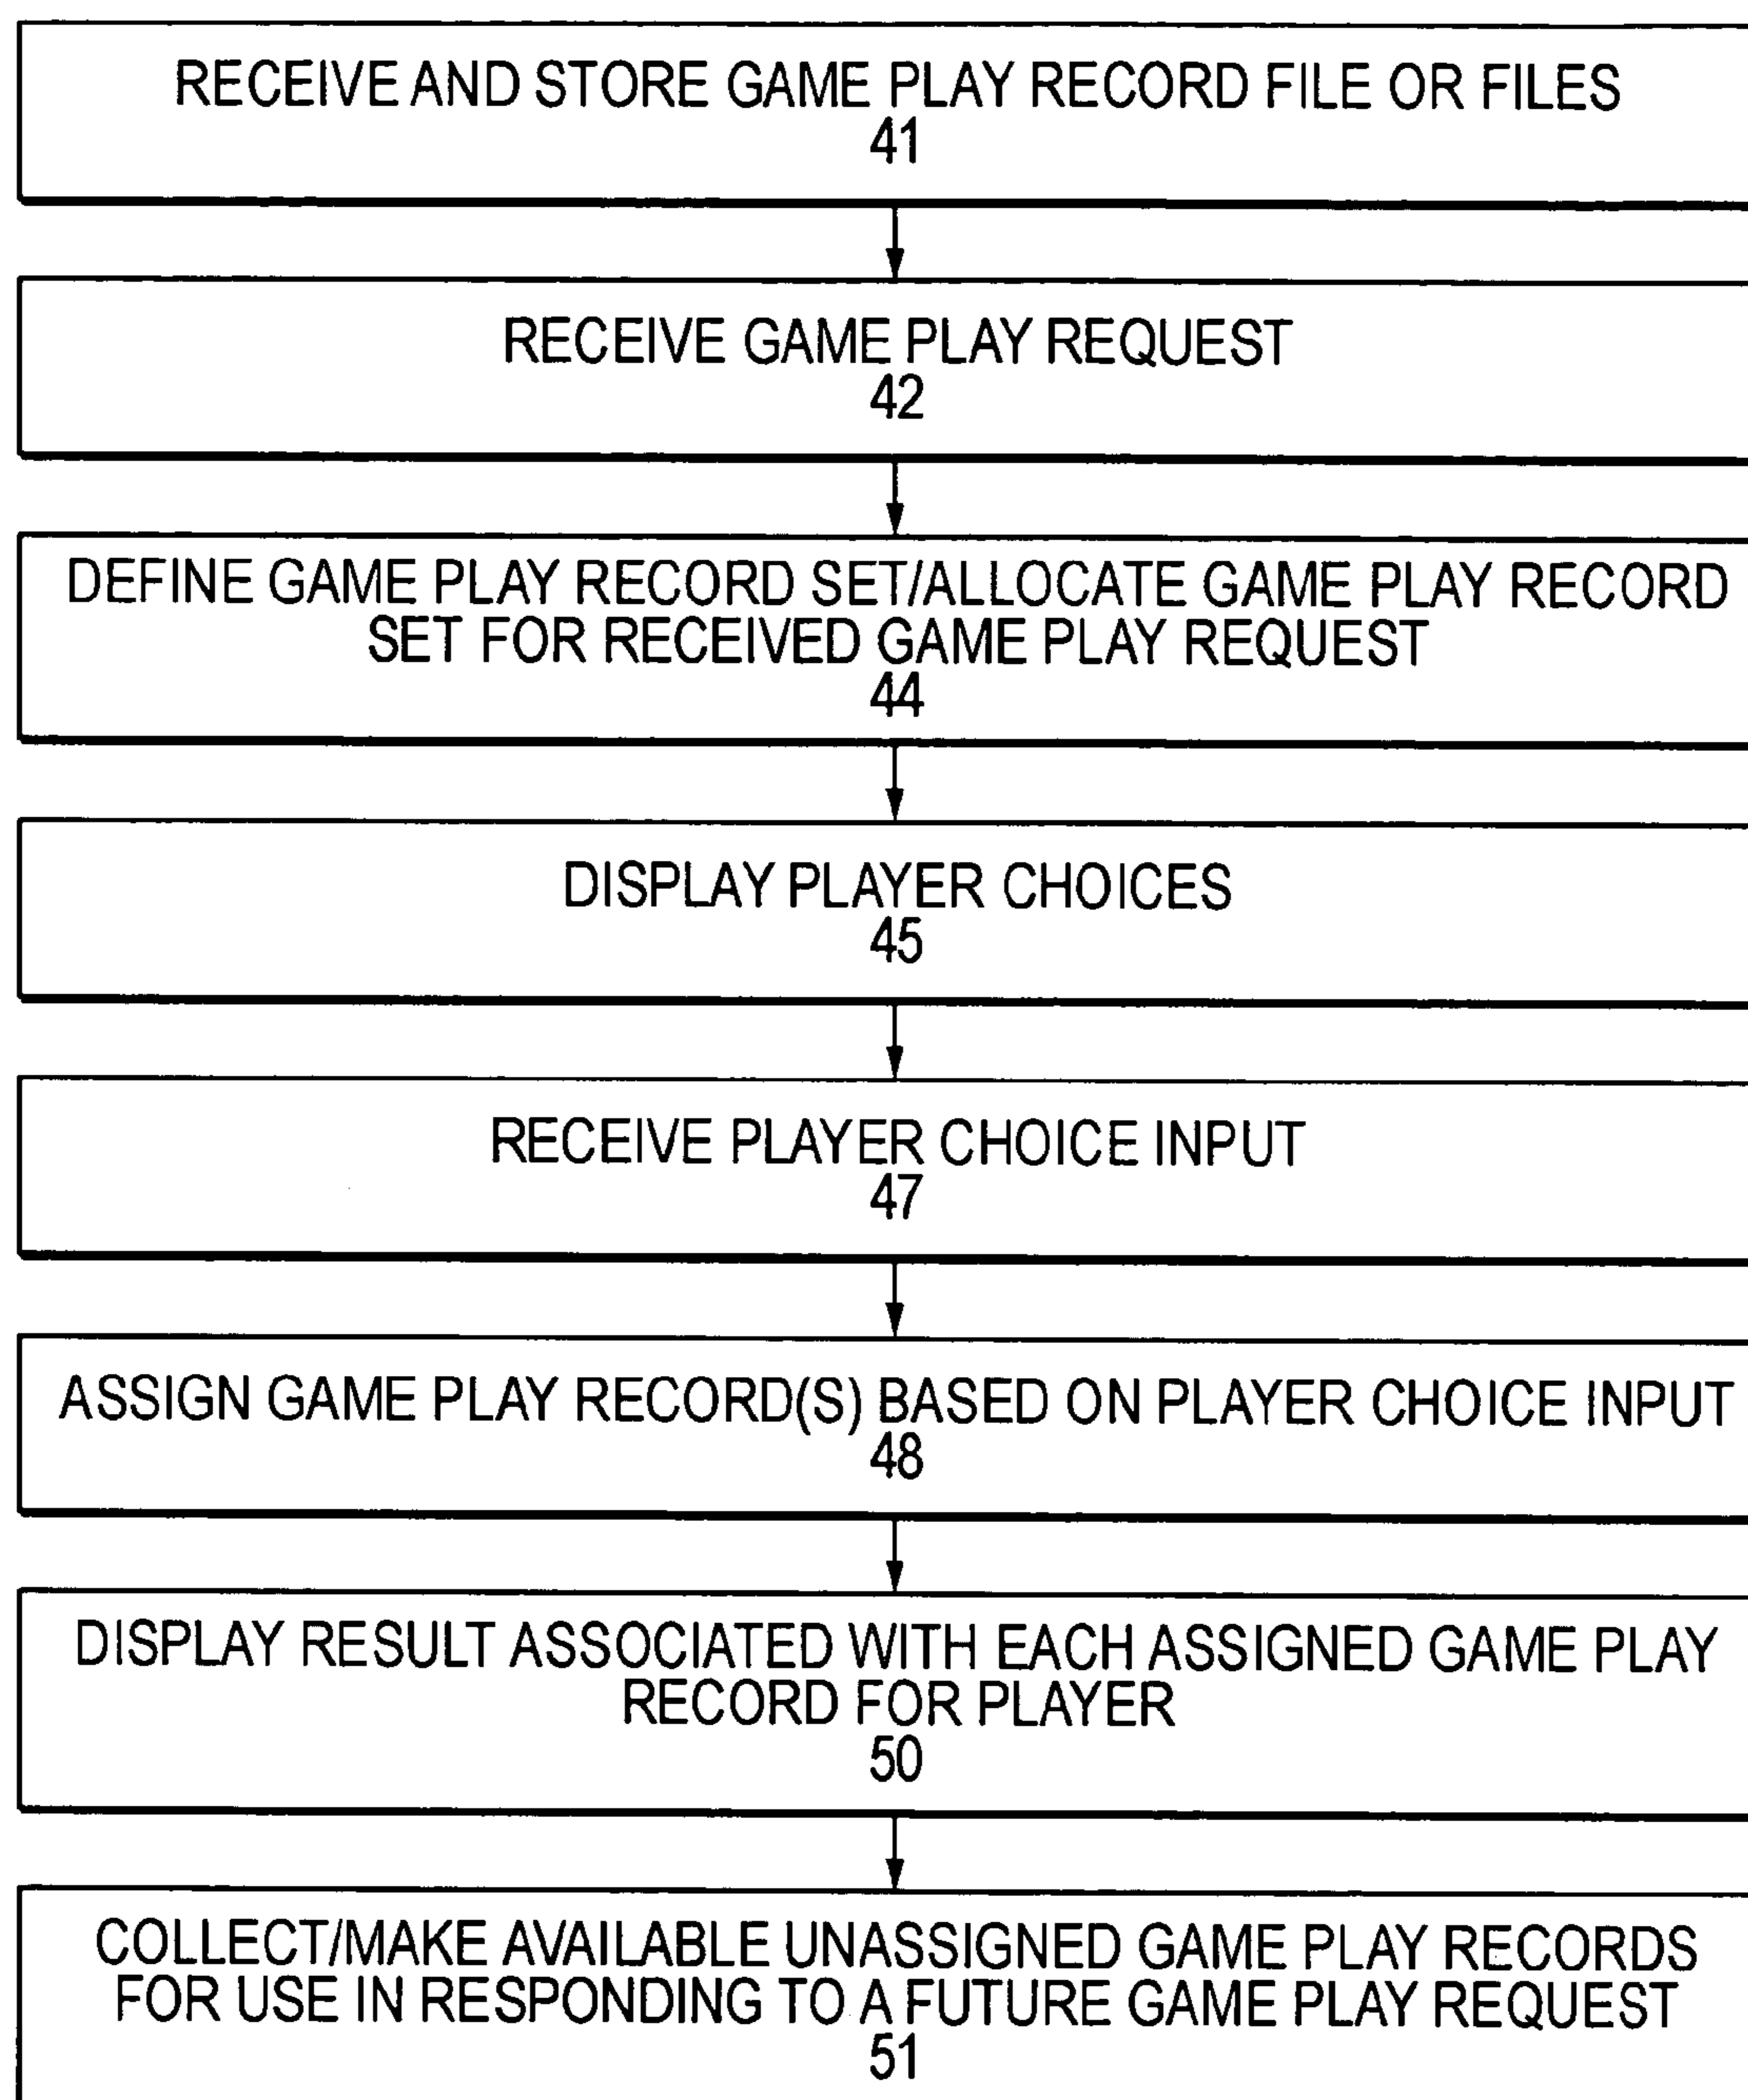 RECEIVE AND STORE GAME PLAY RECORD FILE OR FILES
41
RECEIVE GAME PLAY REQUEST
42
DEFINE GAME PLAY RECORD SET/ALLOCATE GAME PLAY RECORD
SET FOR RECEIVED GAME PLAY REQUEST
44
DISPLAY PLAYER CHOICES
45
RECEIVE PLAYER CHOICE INPUT
47
ASSIGN GAME PLAY RECORD(S) BASED ON PLAYER CHOICE INPUT
48
DISPLAY RESULT ASSOCIATED WITH EACH ASSIGNED GAME PLAY
RECORD FOR PLAYER
50
COLLECT/MAKE AVAILABLE UNASSIGNED GAME PLAY RECORDS
FOR USE IN RESPONDING TO A FUTURE GAME PLAY REQUEST
51